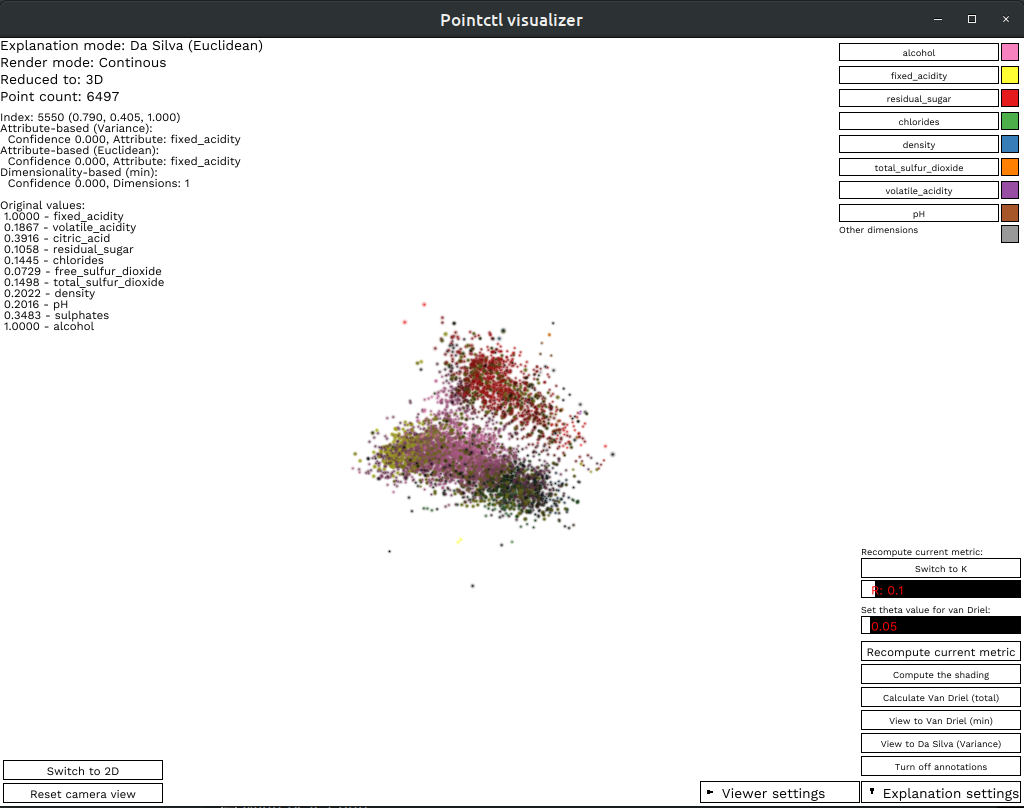 Pointctl visualizer
Explanation mode: Da Silva (Euclidean)
Render mode: Continous
Reduced to: 3D
Point count: 6497
Index: 5550 (0.790, 0.405, 1.000)
Attribute-based (Variance):
Confidence 0.000, Attribute: fixed_acidity
Attribute-based (Euclidean):
Confidence 0.000, Attribute: fixed_acidity
Dimensionality-based (min):
Confidence 0.000, Dimensions: 1
Original values:
1.0000 - fixed_acidity
0.1867 - volatile_acidity
0.3916 - citric_acid
0.1058 - residual_sugar
0.1445 - chlorides
0.0729 - free_sulfur_dioxide
0.1498 - total_sulfur_dioxide
0.2022 - density
0.2016 - pH
0.3483 - sulphates
1.0000 - alcohol
alcohol
fixed_acidity
residual_sugar
chlorides
density
total_sulfur_dioxide
volatile_acidity
pH
Other dimensions
Recompute current metric:
Switch to K
R: 0.1
Set theta value for van Driel:
0.05
Recompute current metric
Compute the shading
Calculate Van Driel (total)
View to Van Driel (min)
View to Da Silva (Variance)
Turn off annotations
Switch to 2D
Reset camera view
Viewer settings
Explanation settings